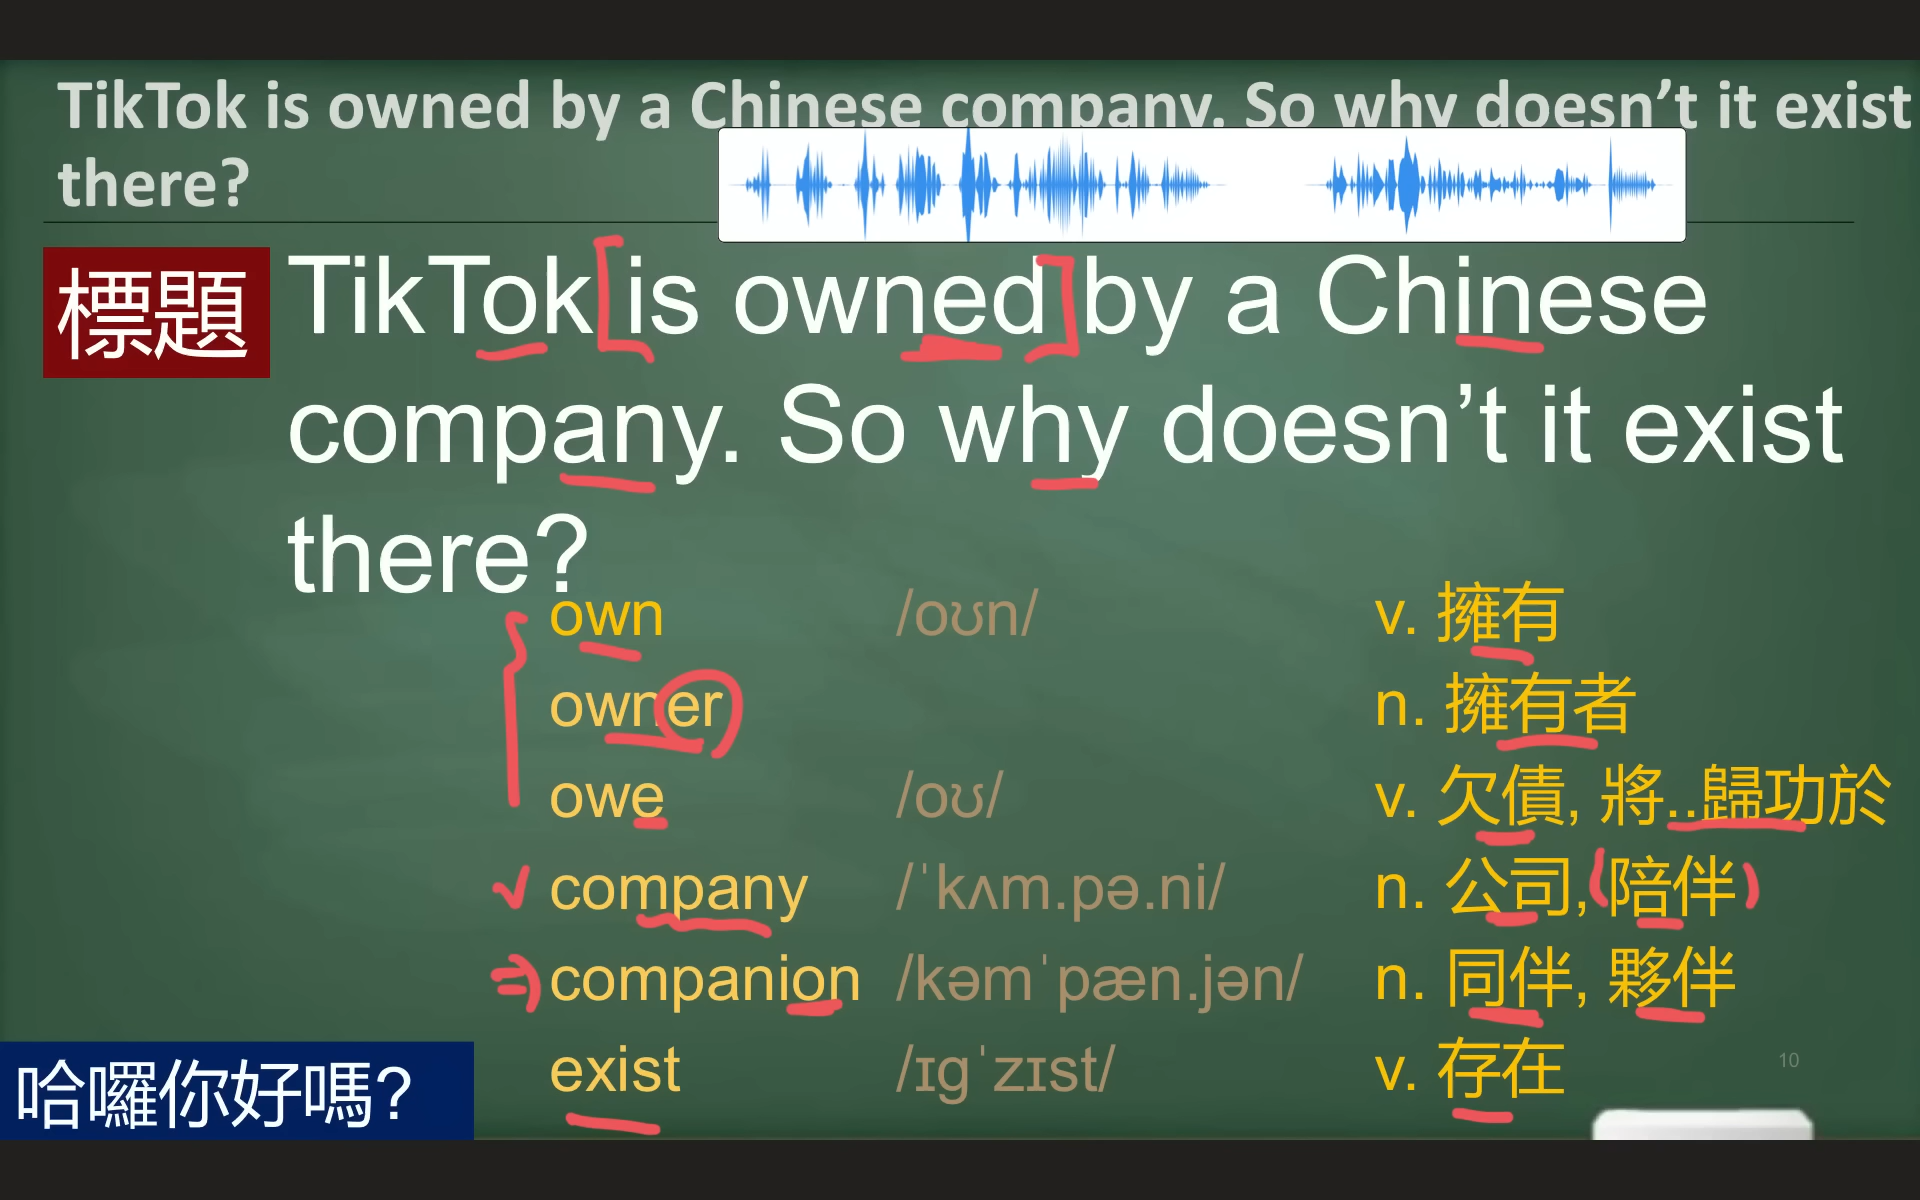 TikTok is owned by a Chinese company. So why doesn’t it exist
there?
標題
TikTok is owned by a Chinese
company. So why doesn’t it exist
there?
own /oʊn/ v. 擁有
owner n. 擁有者
owe /oʊ/ v. 欠債, 將..歸功於
company /ˈkʌm.pə.ni/ n. 公司, 陪伴
companion /kəmˈpæn.jən/ n. 同伴, 夥伴
exist /ɪɡˈzɪst/ v. 存在
10
哈囉你好嗎?